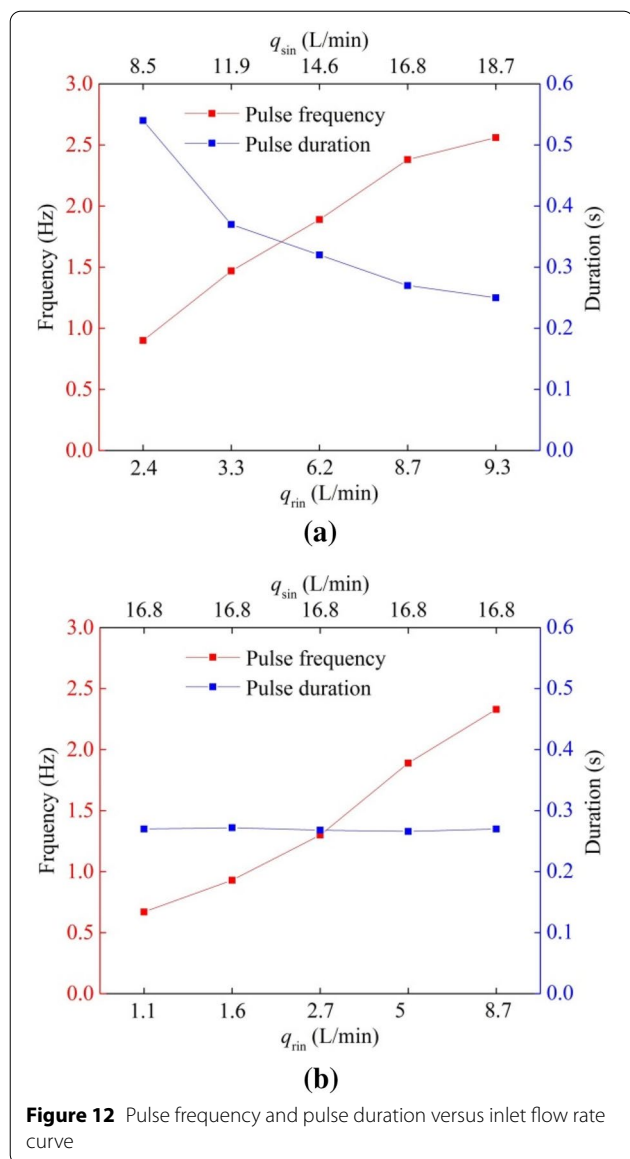 q_sin (L/min)
8.5 11.9 14.6 16.8 18.7
3.0 0.6
Pulse frequency
Pulse duration
2.5 0.5
2.0 0.4
Frquency (Hz)
Duration (s)
1.5 0.3
1.0 0.2
0.5 0.1
0.0 0.0
2.4 3.3 6.2 8.7 9.3
q_rin (L/min)
(a)
q_sin (L/min)
16.8 16.8 16.8 16.8 16.8
3.0 0.6
Pulse frequency
Pulse duration
2.5 0.5
2.0 0.4
Frquency (Hz)
Duration (s)
1.5 0.3
1.0 0.2
0.5 0.1
0.0 0.0
1.1 1.6 2.7 5 8.7
q_rin (L/min)
(b)
Figure 12 Pulse frequency and pulse duration versus inlet flow rate
curve